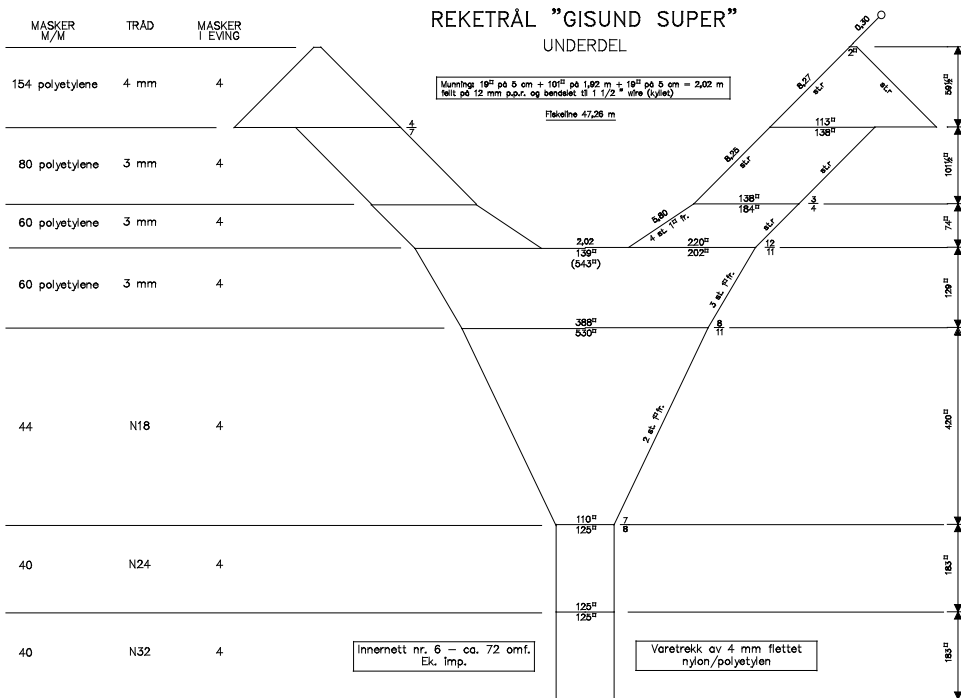 REKETRÅL "GISUND SUPER"
UNDERDEL
MASKER M/M
TRÅD
MASKER I EVING
154 polyetylene 4 mm 4
80 polyetylene 3 mm 4
60 polyetylene 3 mm 4
60 polyetylene 3 mm 4
44 N18 4
40 N24 4
40 N32 4
Munning: 19¤ på 5 cm + 101¤ på 1,92 m + 19¤ på 5 cm = 2,02 m
fellt på 12 mm p.p.r. og bendslet til 1 1/2 " wire (kyllet)
Fiskeline 47,26 m
0,30
2¤
8,27
str
str
59½¤
4
7
113¤
138¤
8,25
str
str
101½¤
138¤
184¤
3
4
5,80
4 st. 1¤ fr.
str
74¤
2,02
139¤
(543¤)
220¤
202¤
12
11
3 st. 1¤ fr.
129¤
388¤
530¤
8
11
2 st. 1¤ fr.
420¤
110¤
125¤
7
8
183¤
125¤
125¤
183¤
Innernett nr. 6 – ca. 72 omf.
Ek. imp.
Varetrekk av 4 mm flettet
nylon/polyetylen